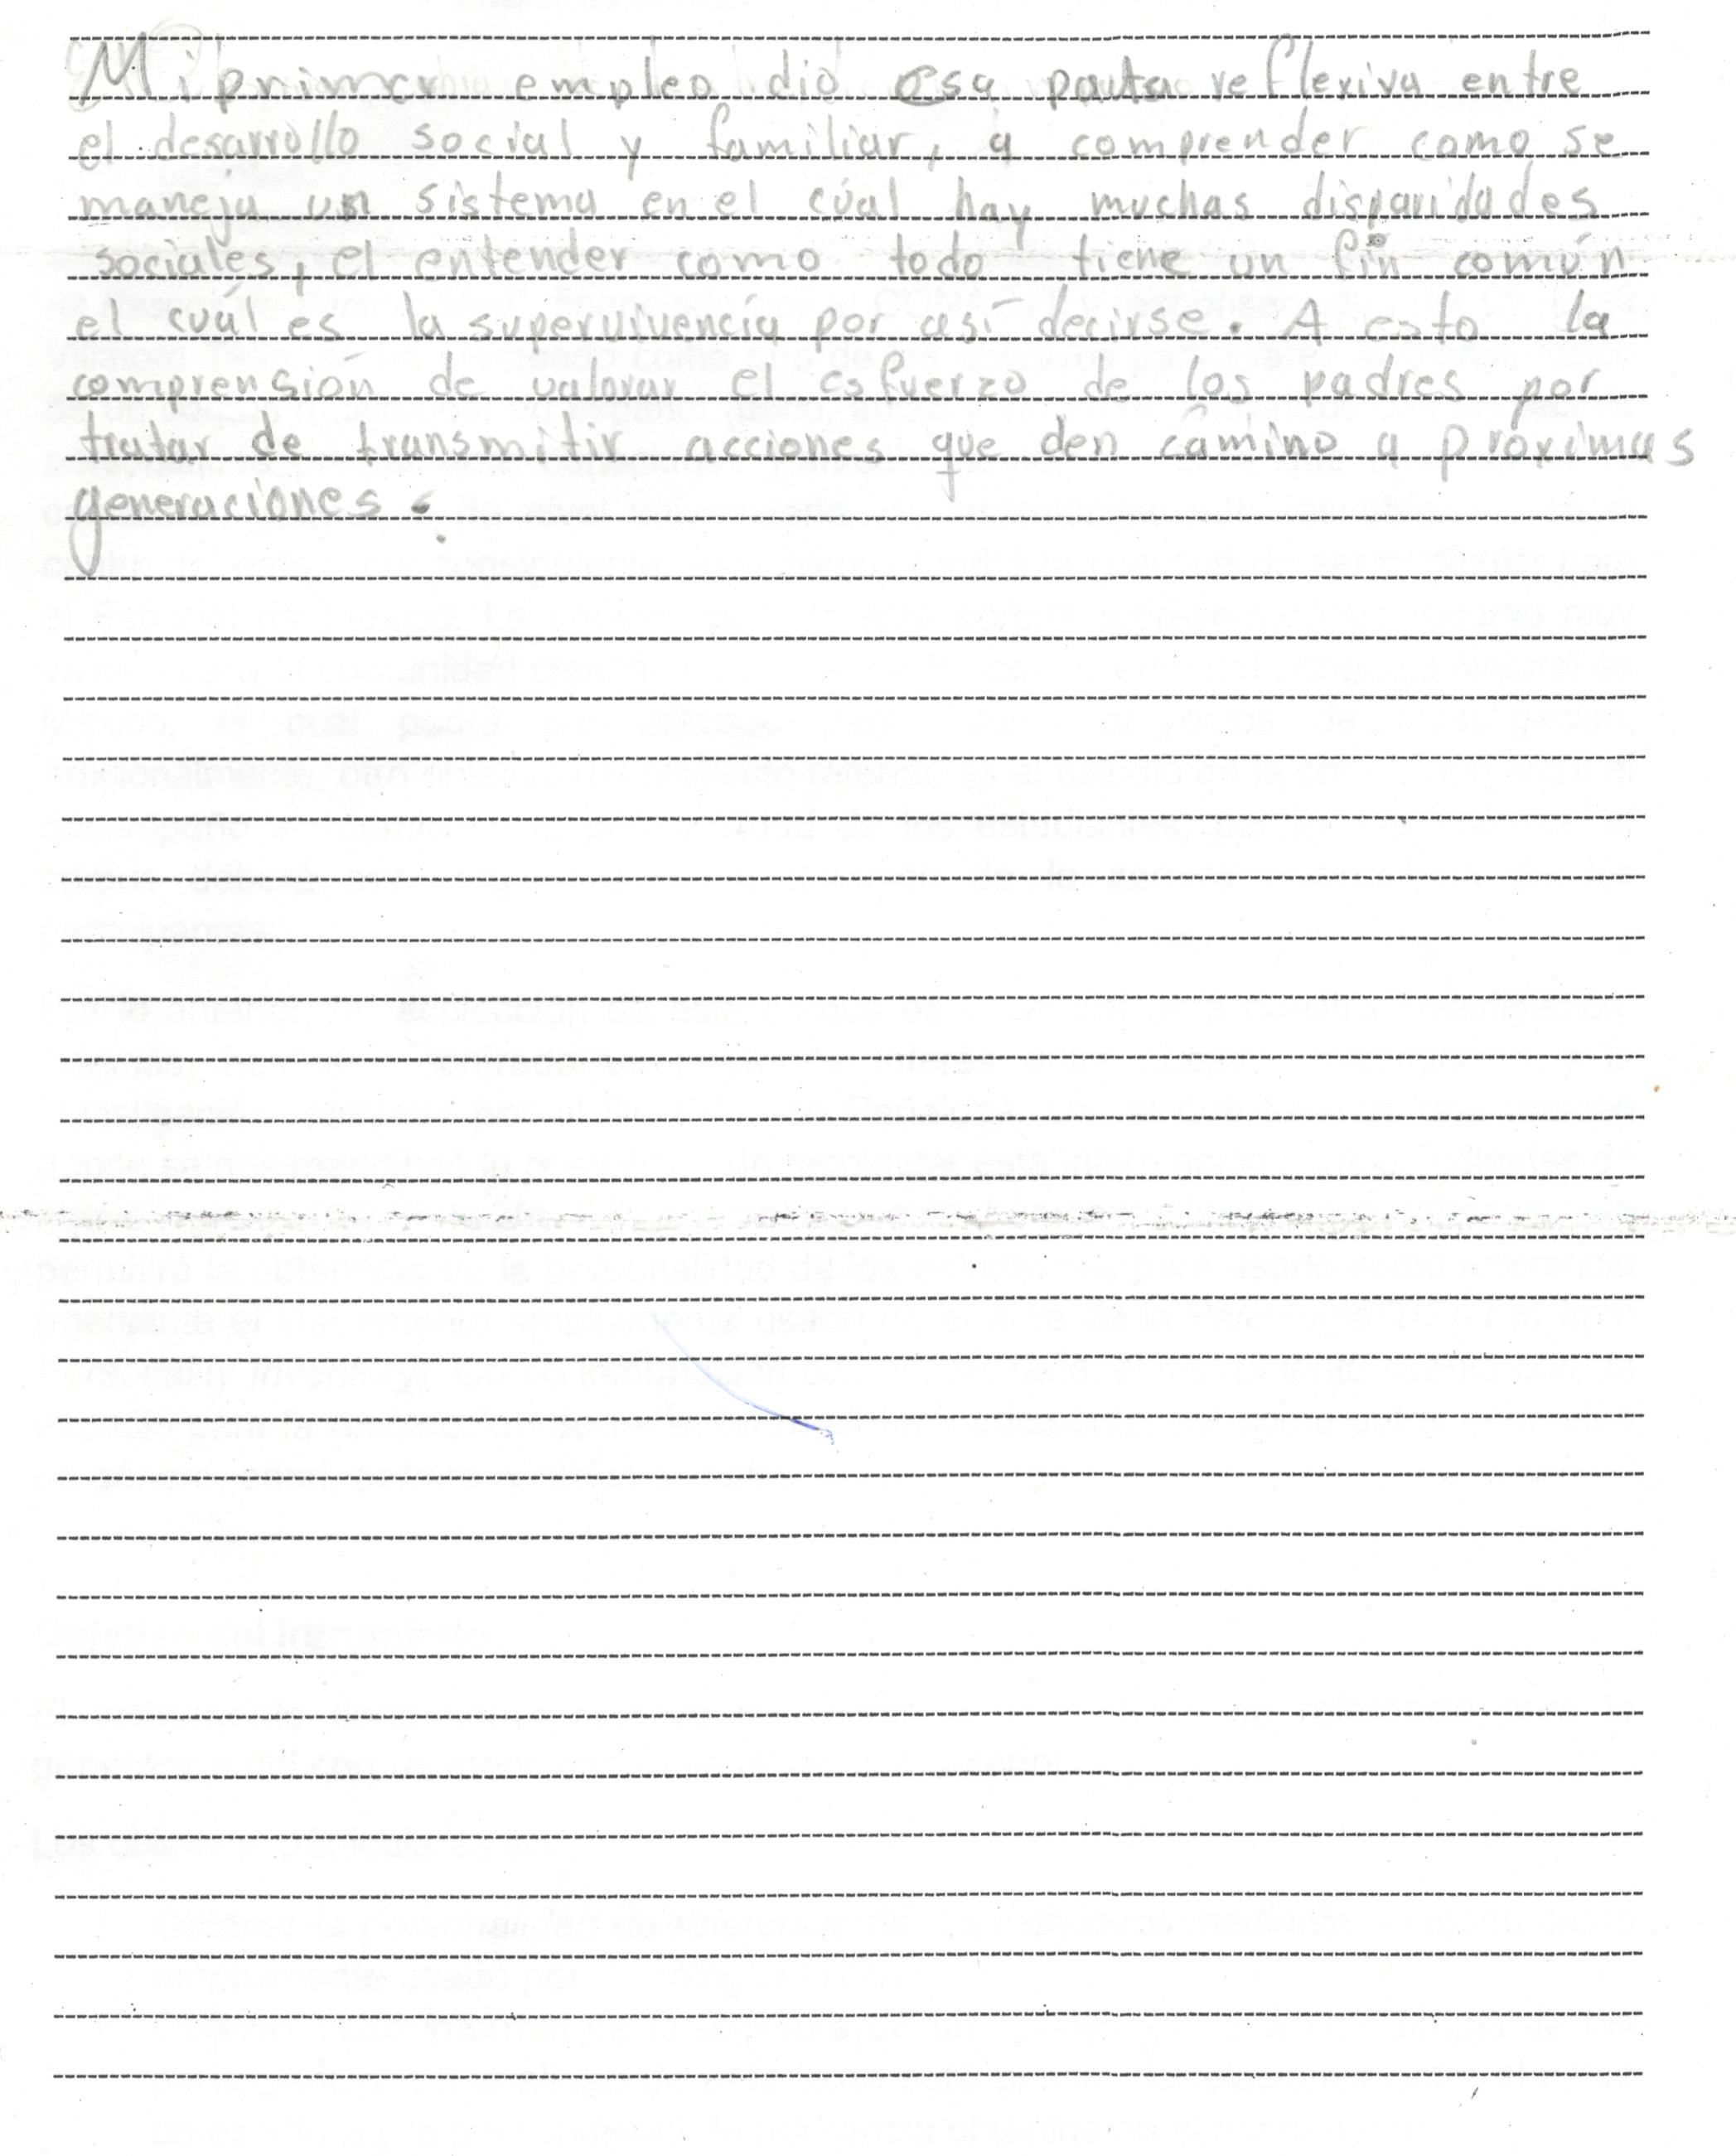 Mi primer empleo dio esa pauta reflexiva entre
el desarrollo social y familiar, a comprender como se
maneja un sistema en el cúal hay muchas disparidades
sociales, el entender como todo tiene un fin común
el cuál es la supervivencia por así decirse. A esto la
comprensión de valorar el esfuerzo de los padres por
tratar de transmitir acciones que den camino a próximas
generaciones.